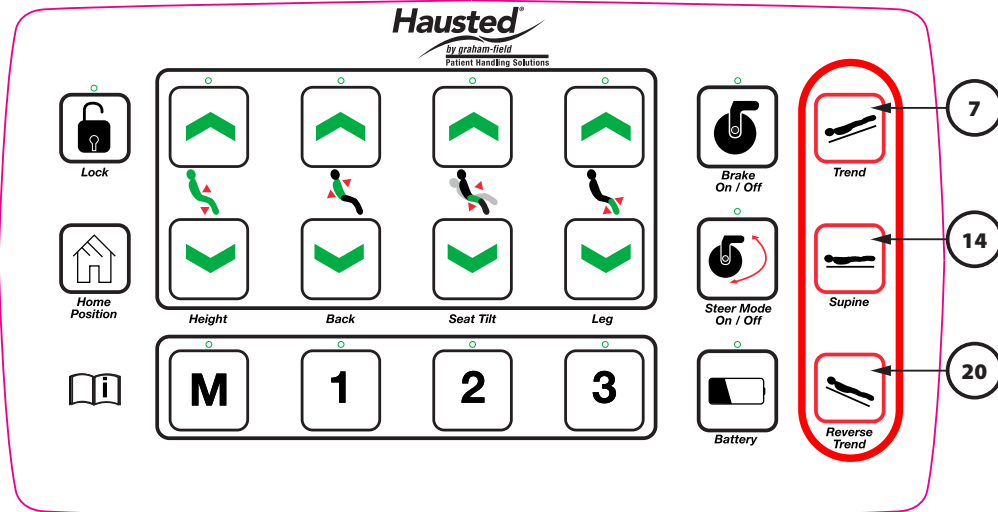 Hausted®
by graham-field
Patient Handling Solutions
Lock
Brake
On / Off
Trend
7
Home
Position
Height
Back
Seat Tilt
Leg
Steer Mode
On / Off
Supine
14
i
M
1
2
3
Battery
Reverse
Trend
20